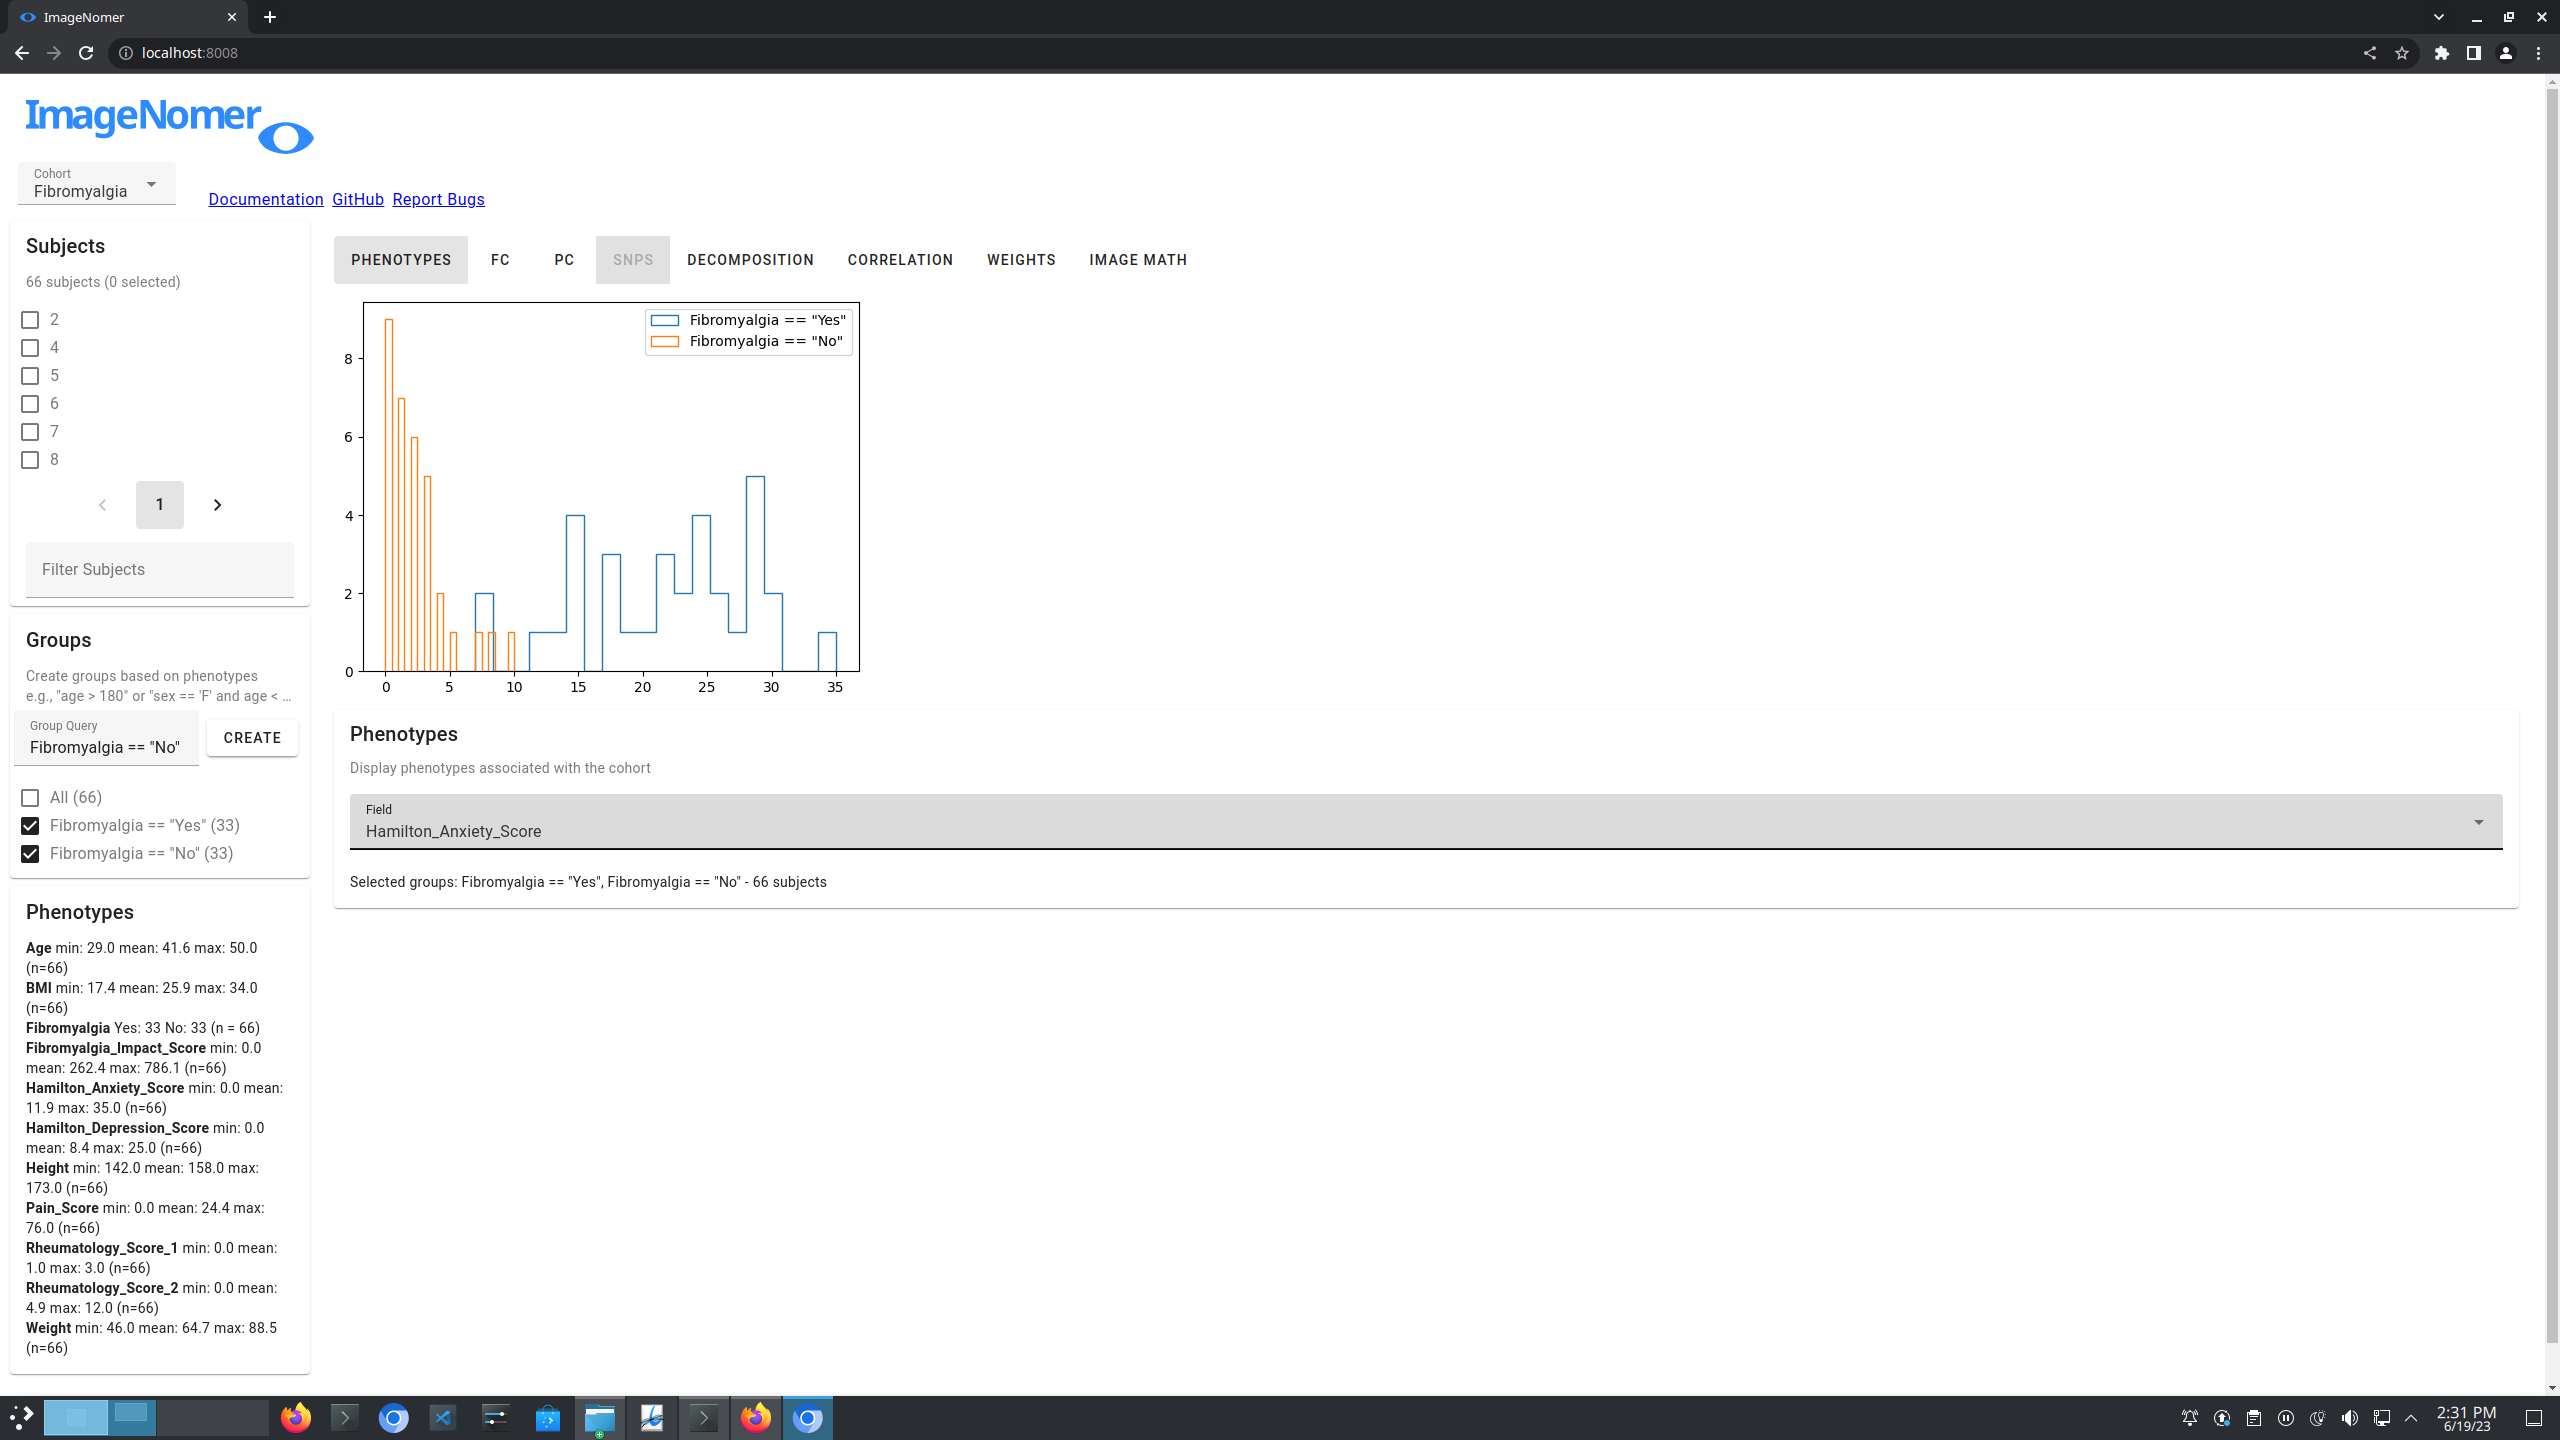 ImageNomer
localhost:8008
ImageNomer
Cohort
Fibromyalgia
Documentation GitHub Report Bugs
Subjects
66 subjects (0 selected)
2
4
5
6
7
8
1
Filter Subjects
Groups
Create groups based on phenotypes
e.g., "age > 180" or "sex == 'F' and age < …
Group Query
Fibromyalgia == "No"
CREATE
All (66)
Fibromyalgia == "Yes" (33)
Fibromyalgia == "No" (33)
Phenotypes
Age min: 29.0 mean: 41.6 max: 50.0
(n=66)
BMI min: 17.4 mean: 25.9 max: 34.0
(n=66)
Fibromyalgia Yes: 33 No: 33 (n = 66)
Fibromyalgia_Impact_Score min: 0.0
mean: 262.4 max: 786.1 (n=66)
Hamilton_Anxiety_Score min: 0.0 mean:
11.9 max: 35.0 (n=66)
Hamilton_Depression_Score min: 0.0
mean: 8.4 max: 25.0 (n=66)
Height min: 142.0 mean: 158.0 max:
173.0 (n=66)
Pain_Score min: 0.0 mean: 24.4 max:
76.0 (n=66)
Rheumatology_Score_1 min: 0.0 mean:
1.0 max: 3.0 (n=66)
Rheumatology_Score_2 min: 0.0 mean:
4.9 max: 12.0 (n=66)
Weight min: 46.0 mean: 64.7 max: 88.5
(n=66)
PHENOTYPES FC PC SNPS DECOMPOSITION CORRELATION WEIGHTS IMAGE MATH
Fibromyalgia == "Yes"
Fibromyalgia == "No"
8
6
4
2
0
0 5 10 15 20 25 30 35
Phenotypes
Display phenotypes associated with the cohort
Field
Hamilton_Anxiety_Score
Selected groups: Fibromyalgia == "Yes", Fibromyalgia == "No" - 66 subjects
2:31 PM
6/19/23